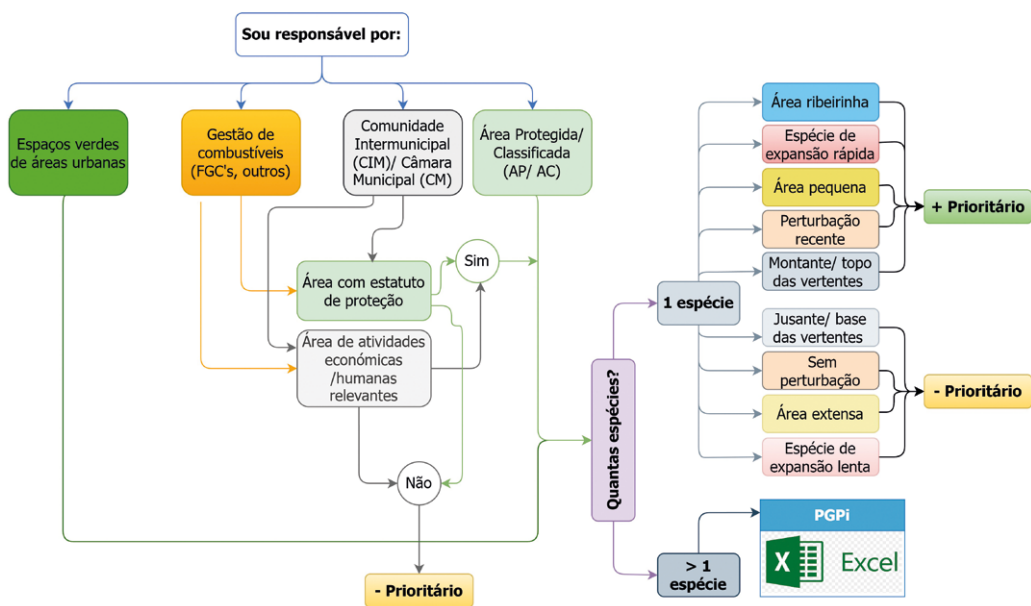 Sou responsável por:
Espaços verdes
de áreas urbanas
Gestão de
combustíveis
(FGC's, outros)
Comunidade
Intermunicipal
(CIM)/ Câmara
Municipal (CM)
Área Protegida/
Classificada
(AP/ AC)
Área com estatuto
de proteção
Sim
Área de atividades
económicas
/humanas
relevantes
Não
- Prioritário
Quantas espécies?
1 espécie
Área ribeirinha
Espécie de
expansão rápida
Área pequena
Perturbação
recente
Montante/ topo
das vertentes
+ Prioritário
Jusante/ base
das vertentes
Sem
perturbação
Área extensa
Espécie de
expansão lenta
- Prioritário
> 1
espécie
PGPi
X
Excel